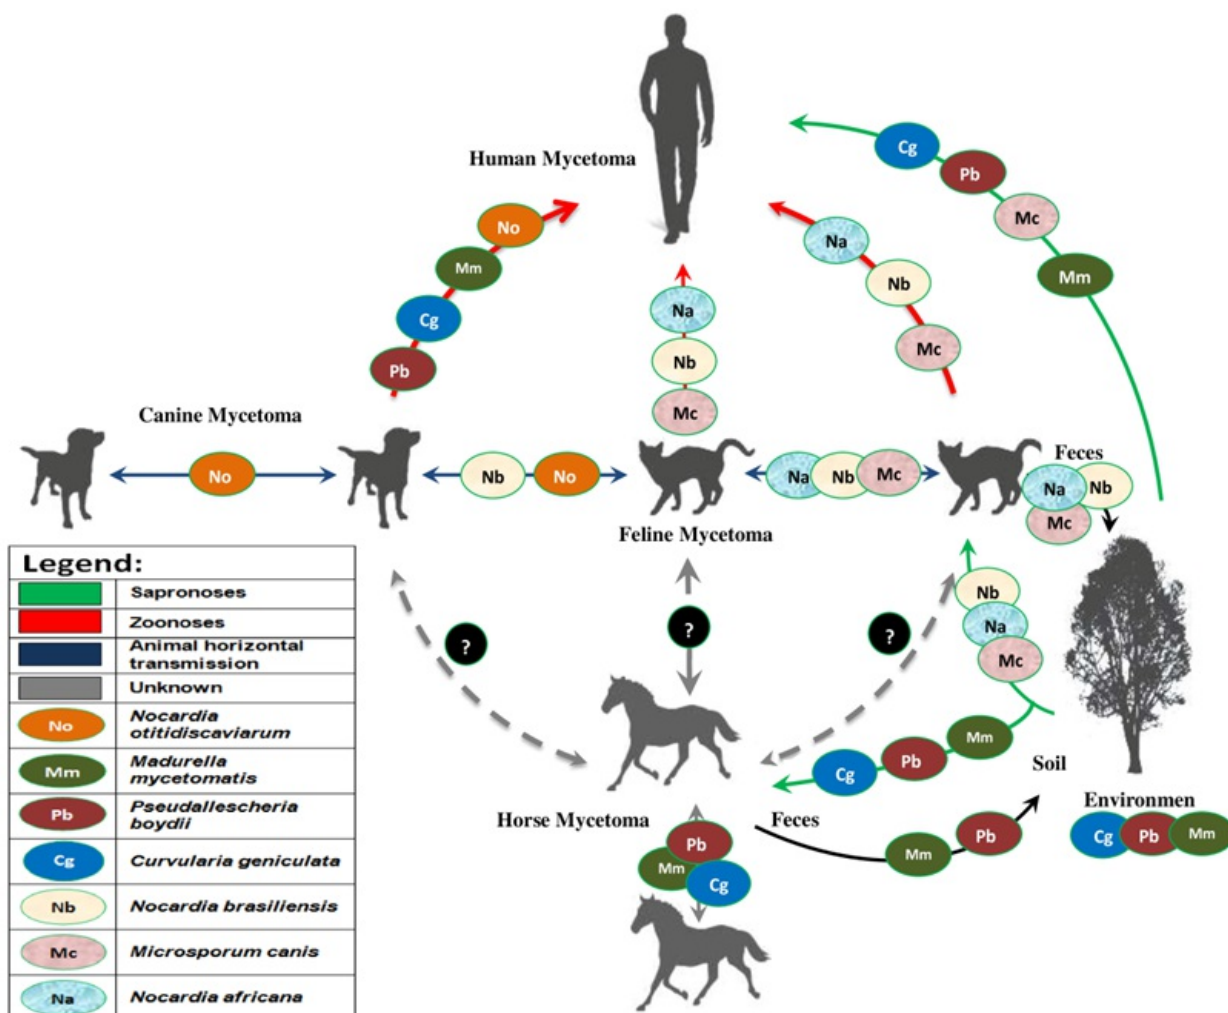 Human Mycetoma
Cg
Pb
Mc
Mm
No
Mm
Cg
Pb
Na
Nb
Mc
Na
Nb
Mc
Canine Mycetoma
No
Nb
No
Na
Nb
Mc
Feces
Na
Nb
Mc
Feline Mycetoma
?
?
?
Nb
Na
Mc
Mm
Pb
Cg
Soil
Environmen
Cg
Pb
Mm
Horse Mycetoma
Feces
Mm
Pb
Pb
Mm
Cg
Legend:
Sapronoses
Zoonoses
Animal horizontal
transmission
Unknown
No Nocardia
otitidiscaviarum
Mm Madurella
mycetomatis
Pb Pseudallescheria
boydii
Cg Curvularia geniculata
Nb Nocardia brasiliensis
Mc Microsporum canis
Na Nocardia africana